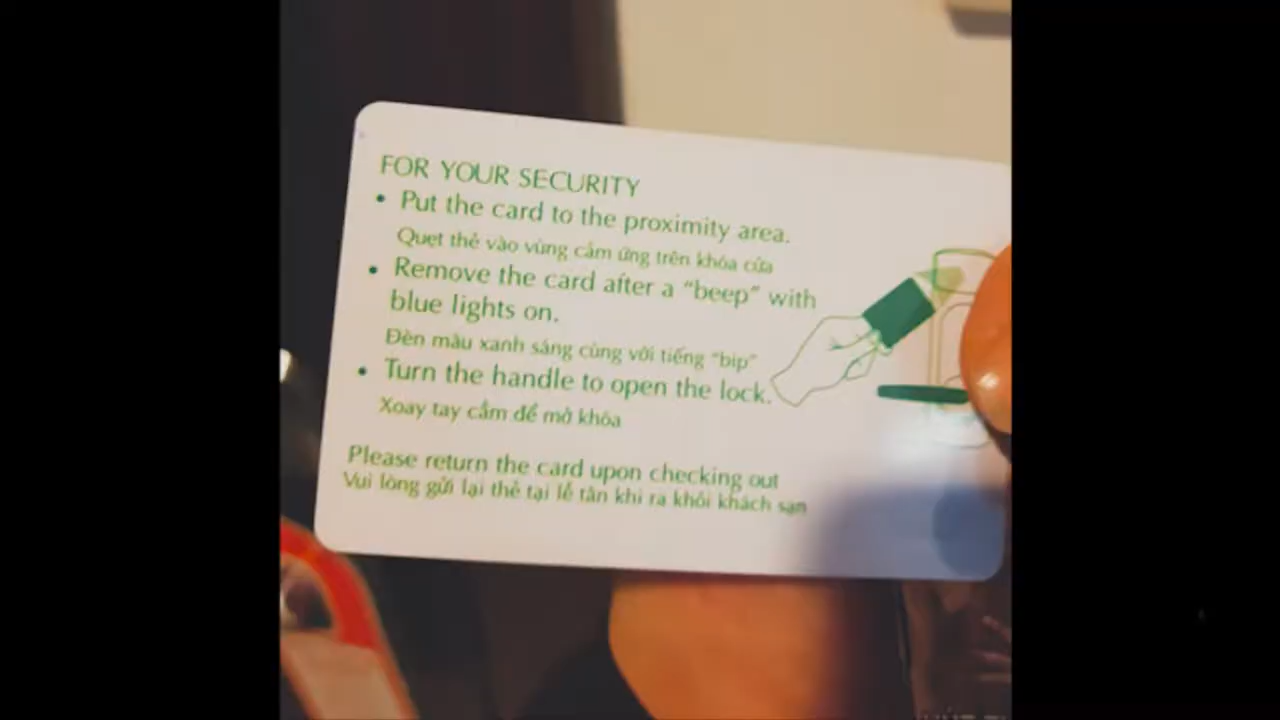 FOR YOUR SECURITY
• Put the card to the proximity area.
Quẹt thẻ vào vùng cảm ứng trên khóa cửa
• Remove the card after a "beep" with
blue lights on.
Đèn màu xanh sáng cùng với tiếng "bip"
• Turn the handle to open the lock.
Xoay tay cầm để mở khóa
Please return the card upon checking out
Vui lòng gửi lại thẻ tại lễ tân khi ra khỏi khách sạn